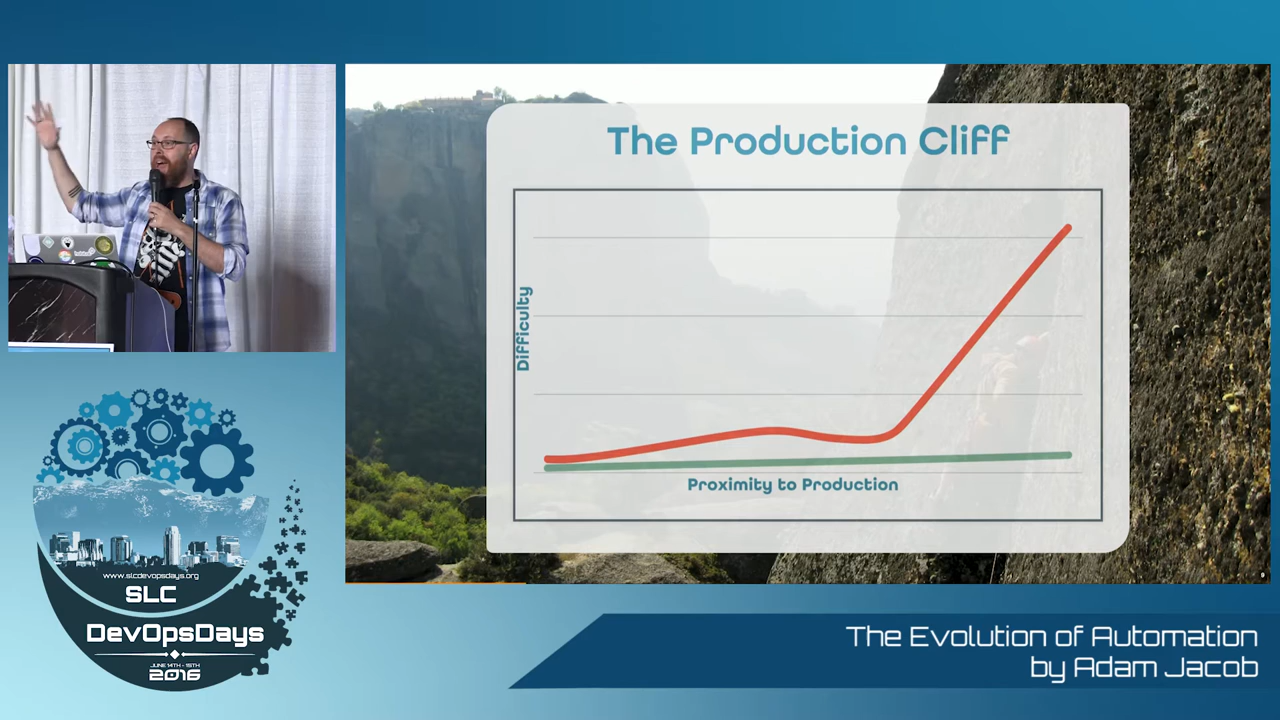 The Production Cliff
Difficulty
Proximity to Production
www.slcdevopsdays.org
SLC
DevOpsDays
JUNE 14TH - 15TH
2016
The Evolution of Automation
by Adam Jacob